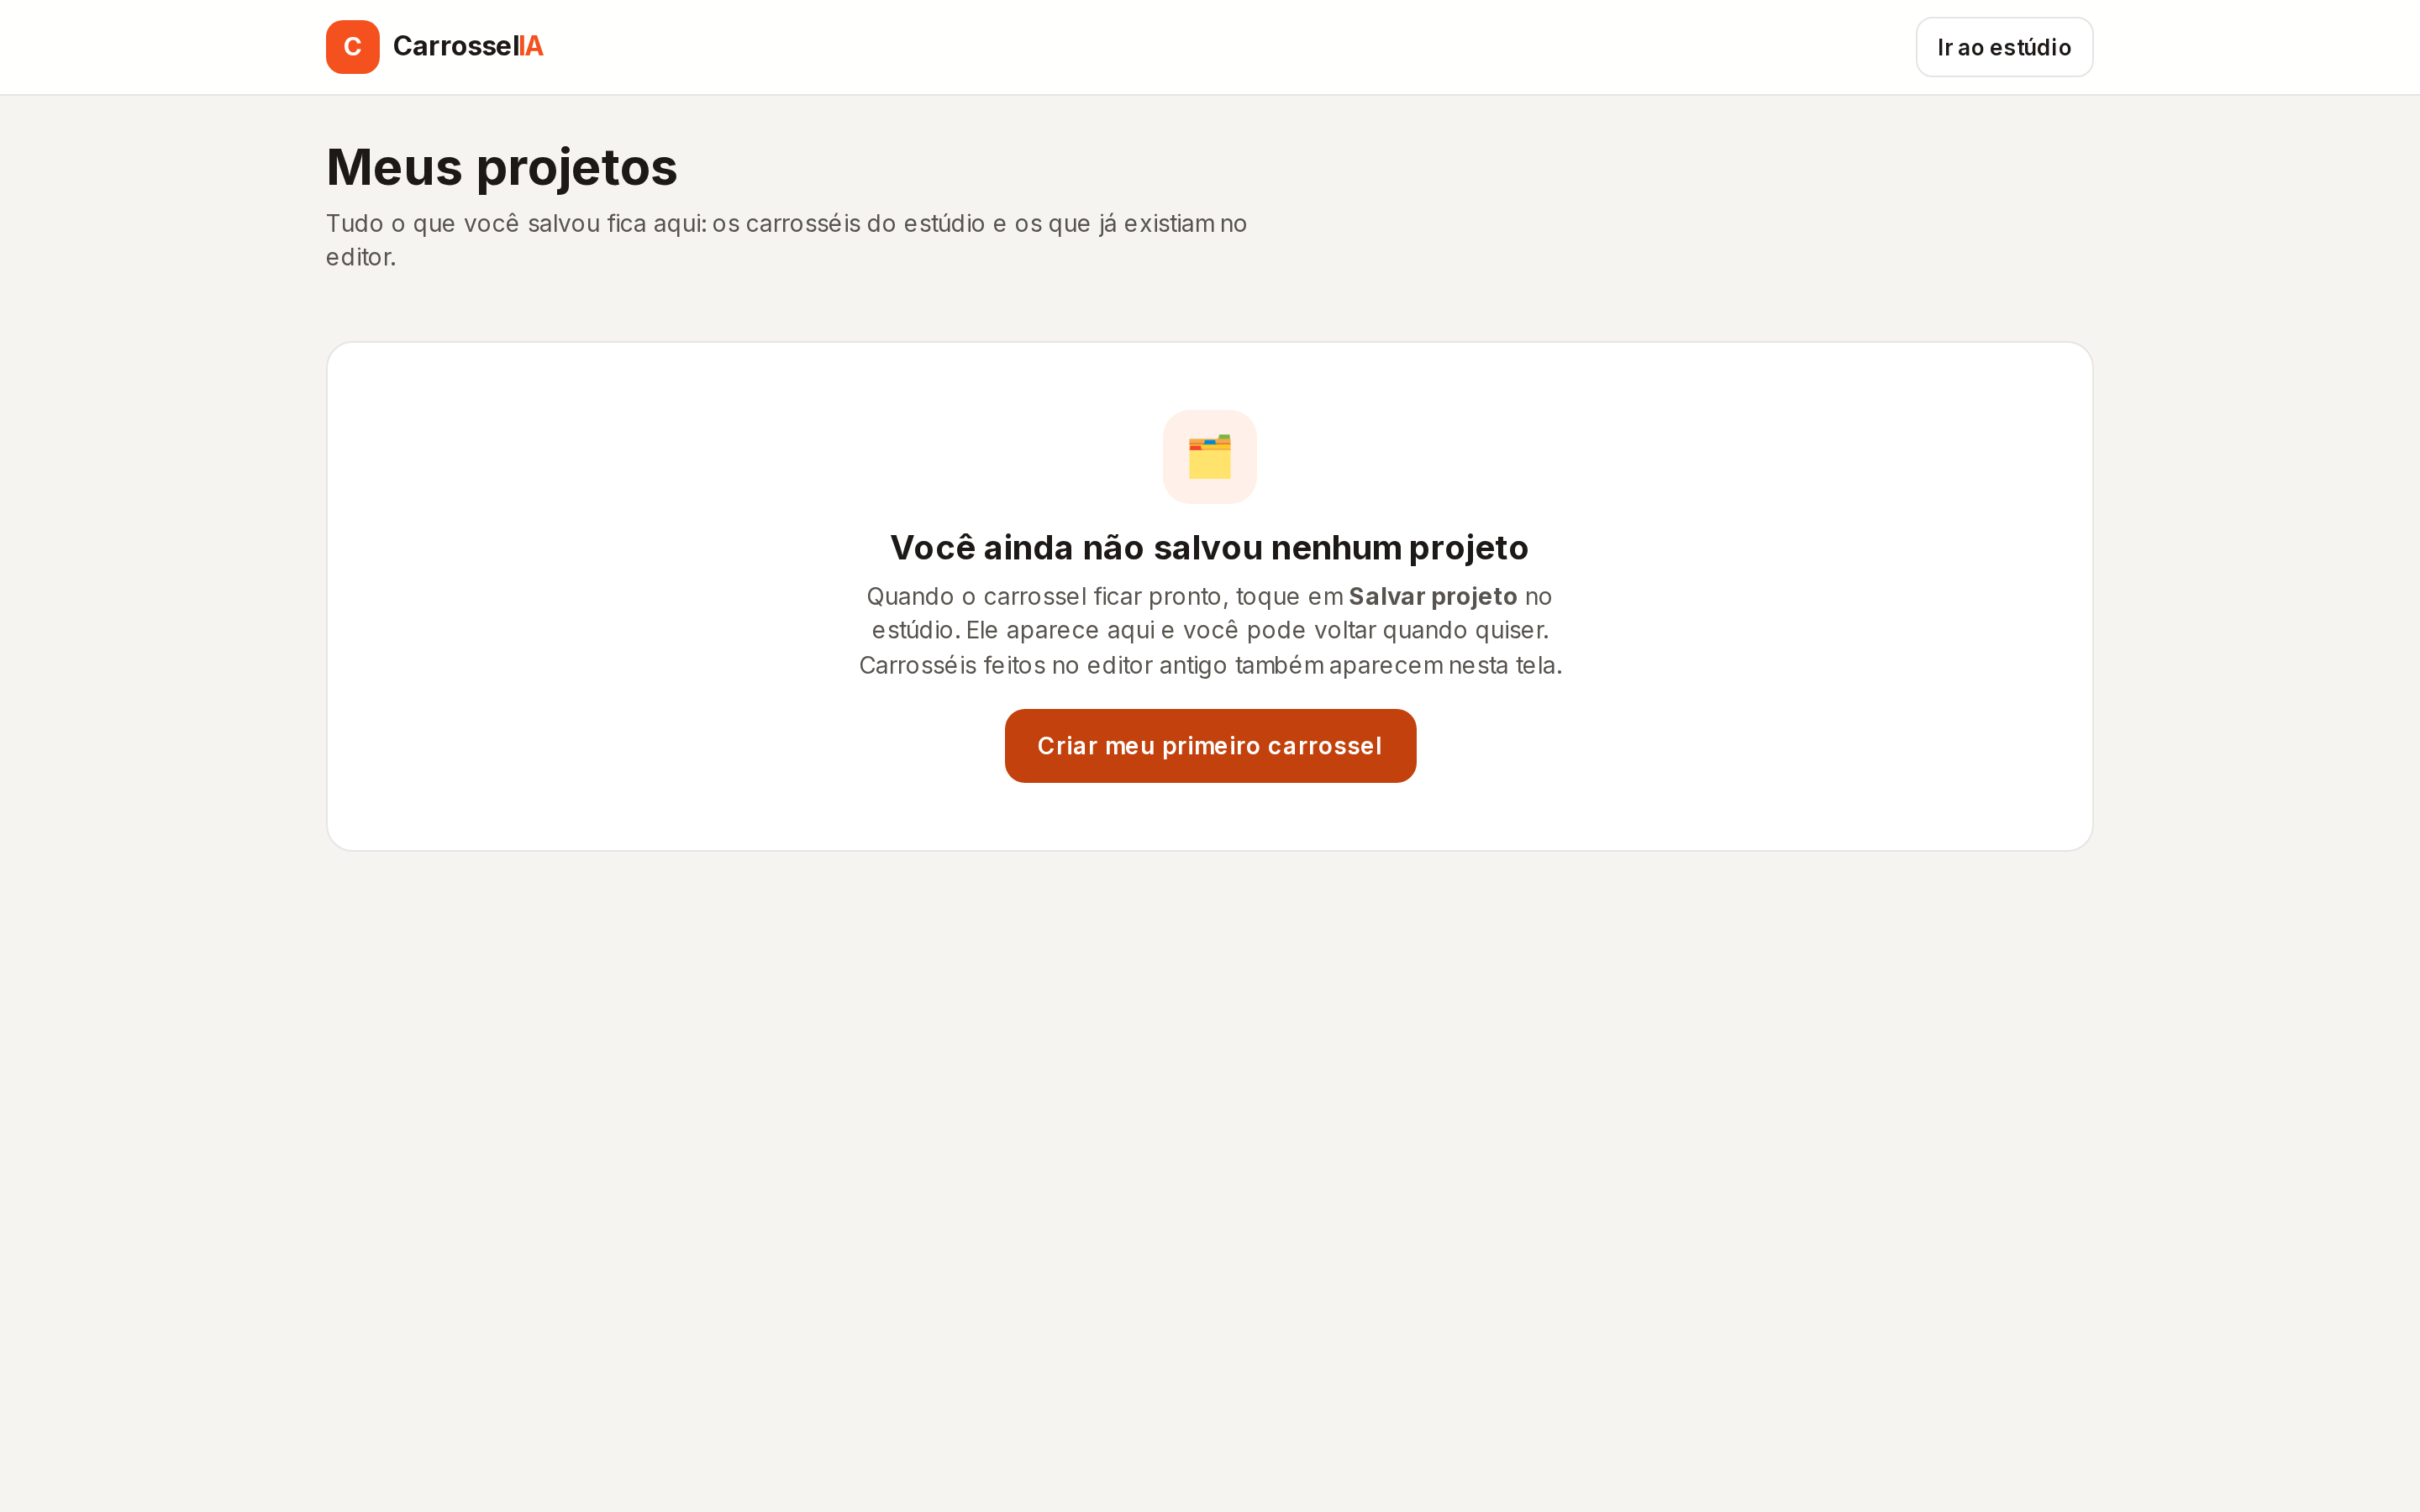 C CarrosselIA
Ir ao estúdio
Meus projetos
Tudo o que você salvou fica aqui: os carrosséis do estúdio e os que já existiam no
editor.
Você ainda não salvou nenhum projeto
Quando o carrossel ficar pronto, toque em Salvar projeto no
estúdio. Ele aparece aqui e você pode voltar quando quiser.
Carrosséis feitos no editor antigo também aparecem nesta tela.
Criar meu primeiro carrossel